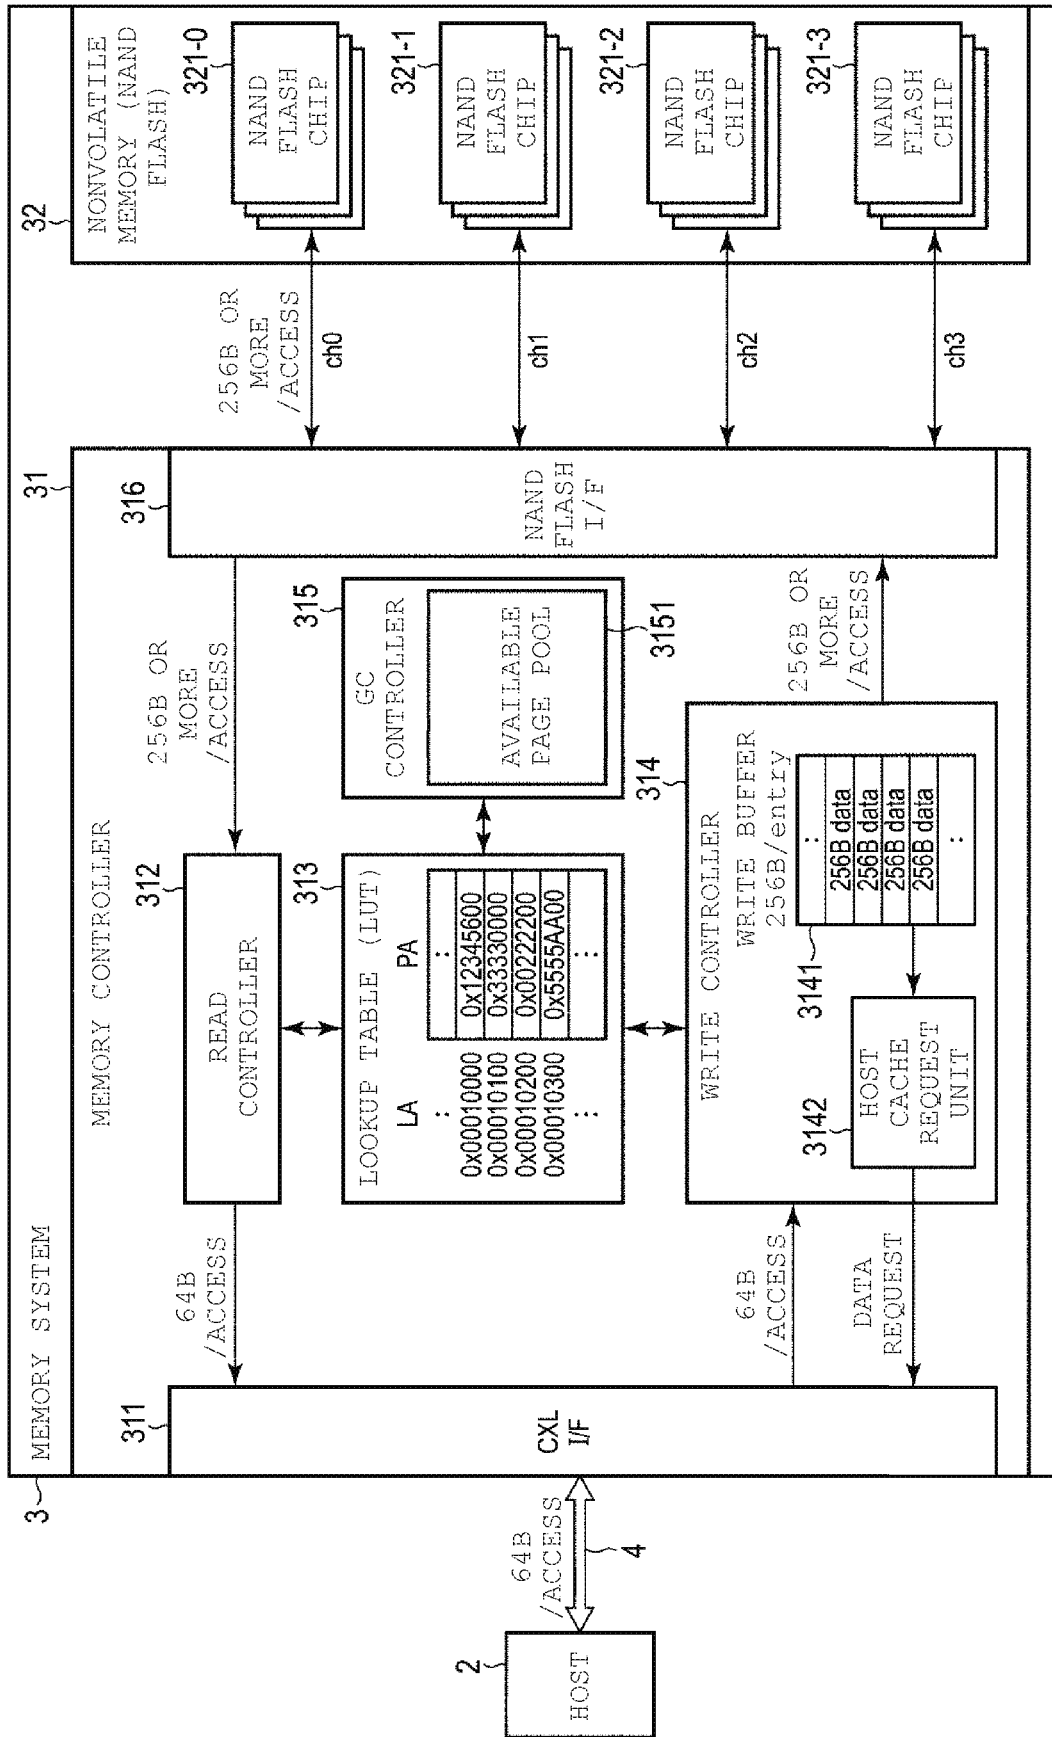 3
MEMORY SYSTEM
31
MEMORY CONTROLLER
32
NONVOLATILE
MEMORY (NAND
FLASH)
2
HOST
64B
/ACCESS
4
311
CXL
I/F
64B
/ACCESS
312
READ
CONTROLLER
256B OR
MORE
/ACCESS
313
LOOKUP TABLE (LUT)
LA
PA
:
:
0x00010000
0x12345600
0x00010100
0x33330000
0x00010200
0x00222200
0x00010300
0x5555AA00
:
:
315
GC
CONTROLLER
AVAILABLE
PAGE POOL
3151
64B
/ACCESS
DATA
REQUEST
314
WRITE CONTROLLER
WRITE BUFFER
256B/entry
3141
:
256B data
256B data
256B data
256B data
:
3142
HOST
CACHE
REQUEST
UNIT
256B OR
MORE
/ACCESS
316
NAND
FLASH
I/F
256B OR
MORE
/ACCESS
ch0
ch1
ch2
ch3
321-0
NAND
FLASH
CHIP
321-1
NAND
FLASH
CHIP
321-2
NAND
FLASH
CHIP
321-3
NAND
FLASH
CHIP